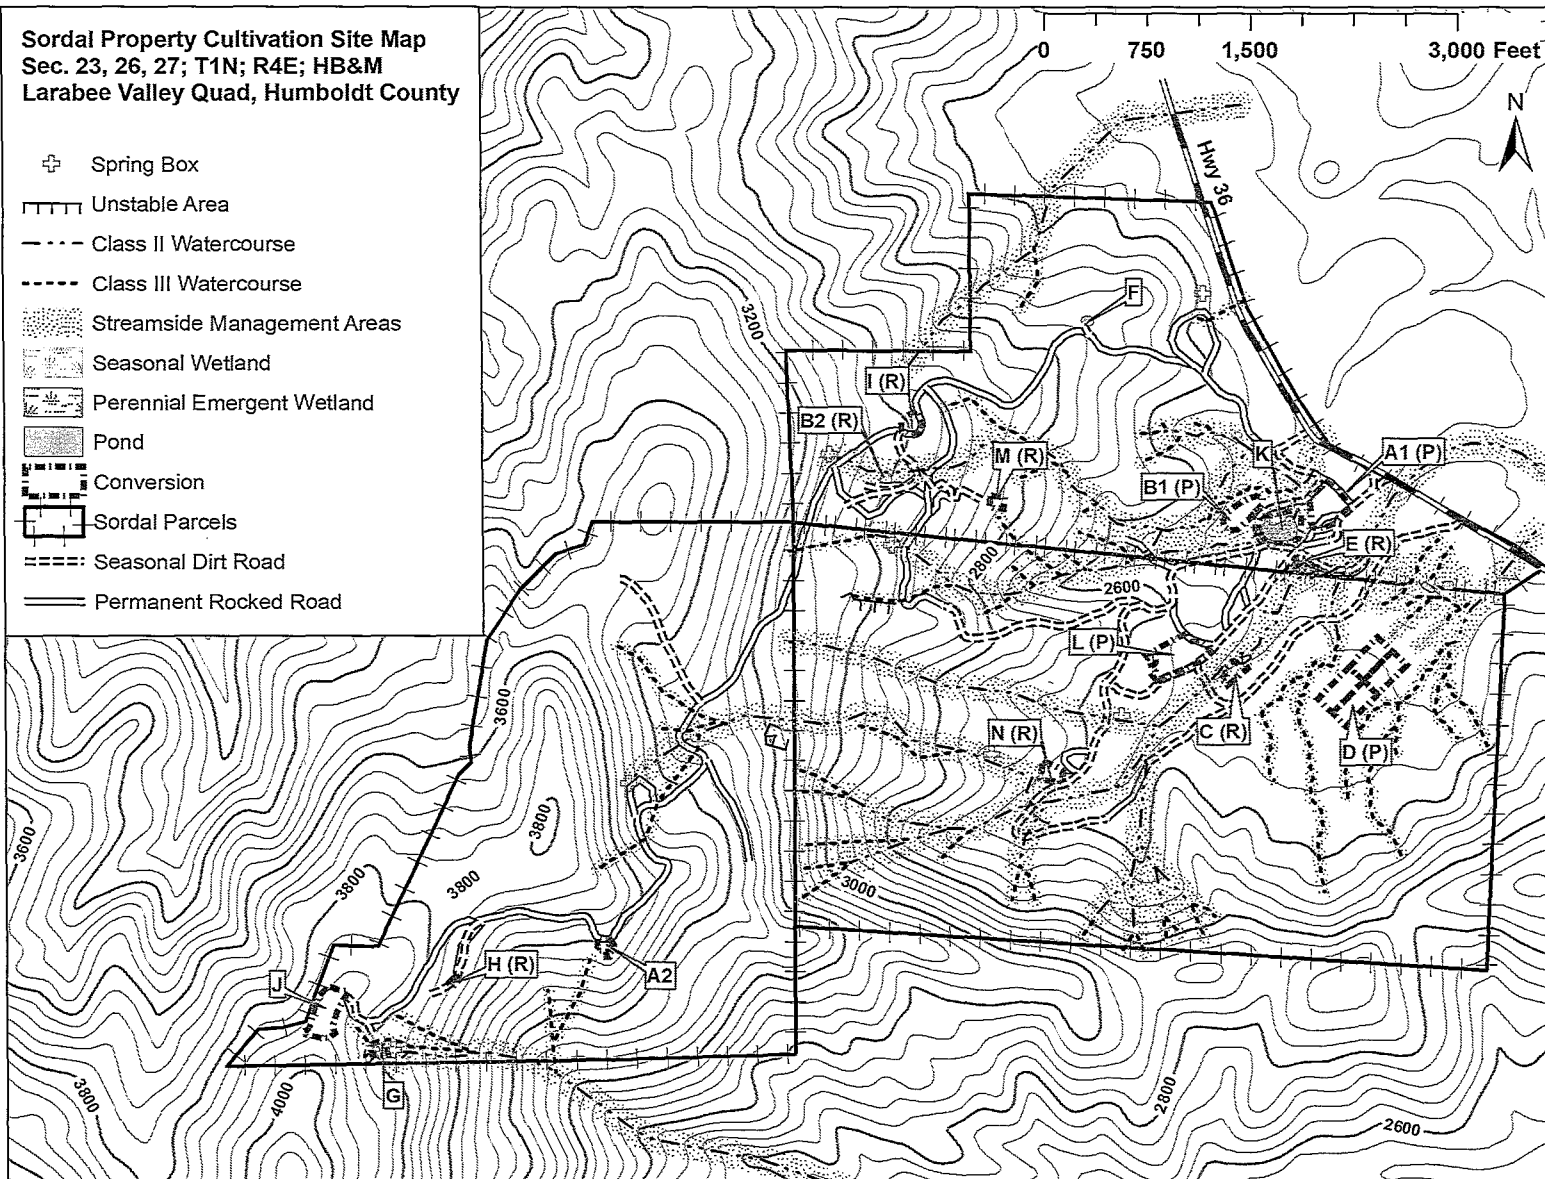 Sordal Property Cultivation Site Map
Sec. 23, 26, 27; T1N; R4E; HB&M
Larabee Valley Quad, Humboldt County
Spring Box
Unstable Area
Class II Watercourse
Class III Watercourse
Streamside Management Areas
Seasonal Wetland
Perennial Emergent Wetland
Pond
Conversion
Sordal Parcels
Seasonal Dirt Road
Permanent Rocked Road
0 750 1,500 3,000 Feet
N
Hwy 36
3200
F
I (R)
B2 (R)
M (R)
K
A1 (P)
B1 (P)
E (R)
2800
2600
L (P)
3600
N (R)
C (R)
D (P)
3800
3600
3800
3800
3000
H (R)
A2
J
G
3800
4000
2800
2600